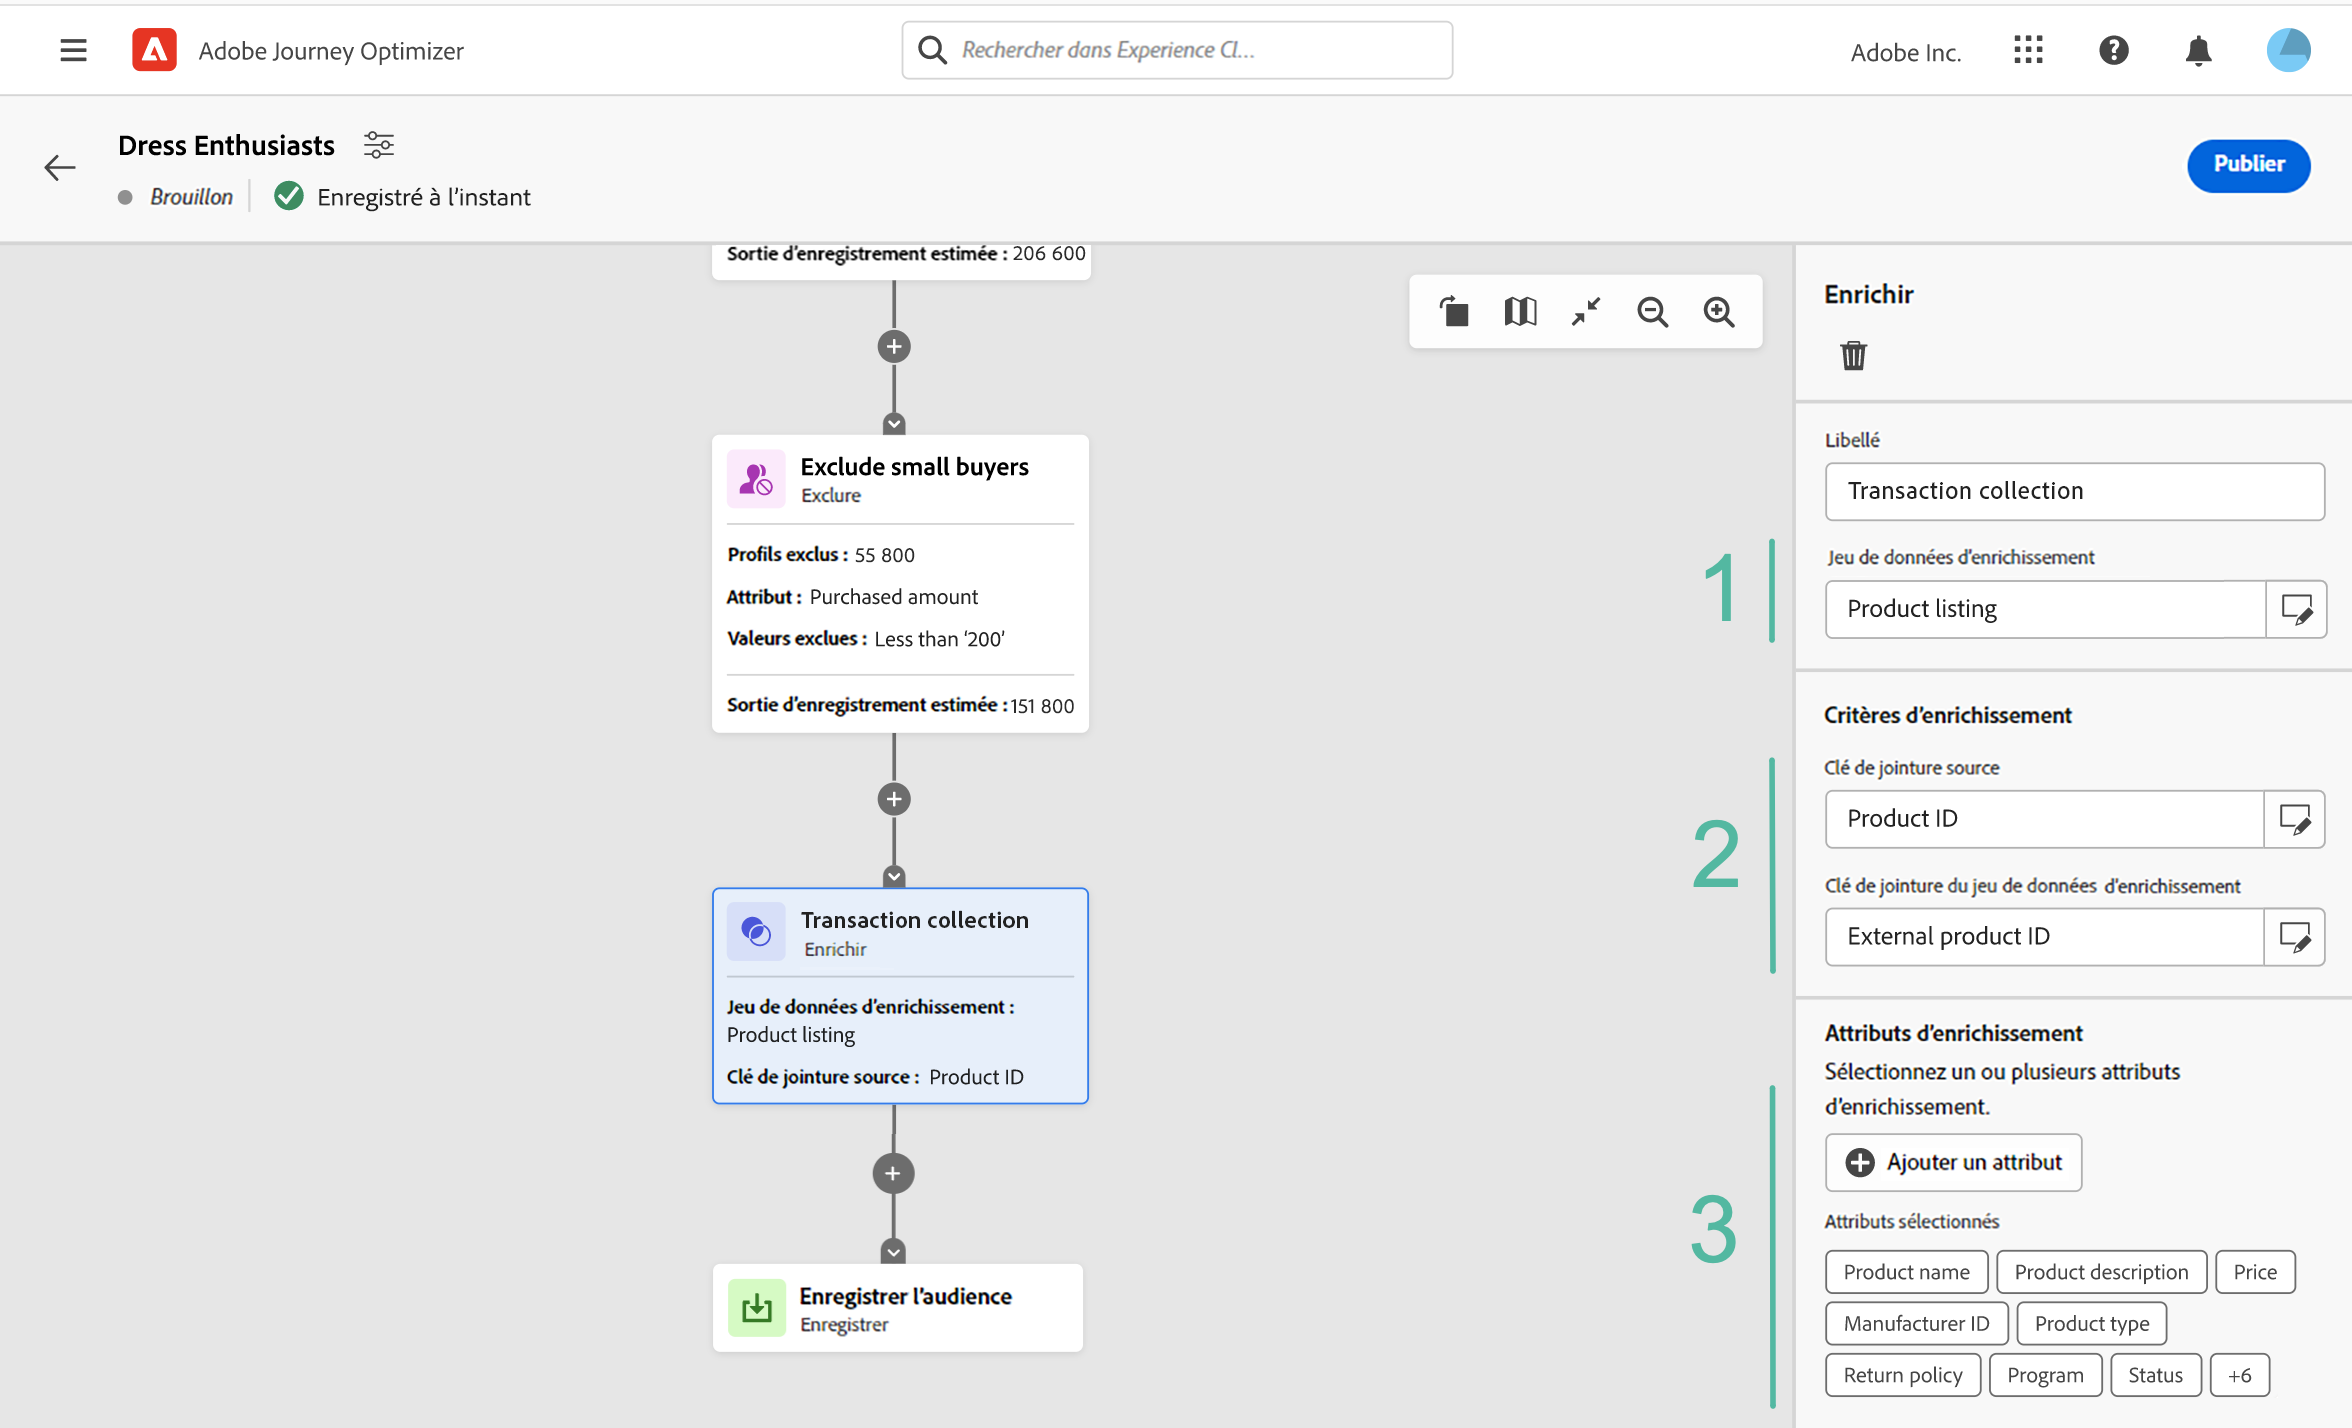 Adobe Journey Optimizer
Rechercher dans Experience Cl...
Adobe Inc.
Dress Enthusiasts
Brouillon
Enregistré à l’instant
Publier
Sortie d’enregistrement estimée : 206 600
Exclude small buyers
Exclure
Profils exclus : 55 800
Attribut : Purchased amount
Valeurs exclues : Less than ‘200’
Sortie d’enregistrement estimée : 151 800
Transaction collection
Enrichir
Jeu de données d’enrichissement :
Product listing
Clé de jointure source : Product ID
Enregistrer l’audience
Enregistrer
Enrichir
Libellé
Transaction collection
1
Jeu de données d’enrichissement
Product listing
Critères d’enrichissement
2
Clé de jointure source
Product ID
Clé de jointure du jeu de données d’enrichissement
External product ID
Attributs d’enrichissement
Sélectionnez un ou plusieurs attributs
d’enrichissement.
3
Ajouter un attribut
Attributs sélectionnés
Product name Product description Price
Manufacturer ID Product type
Return policy Program Status +6